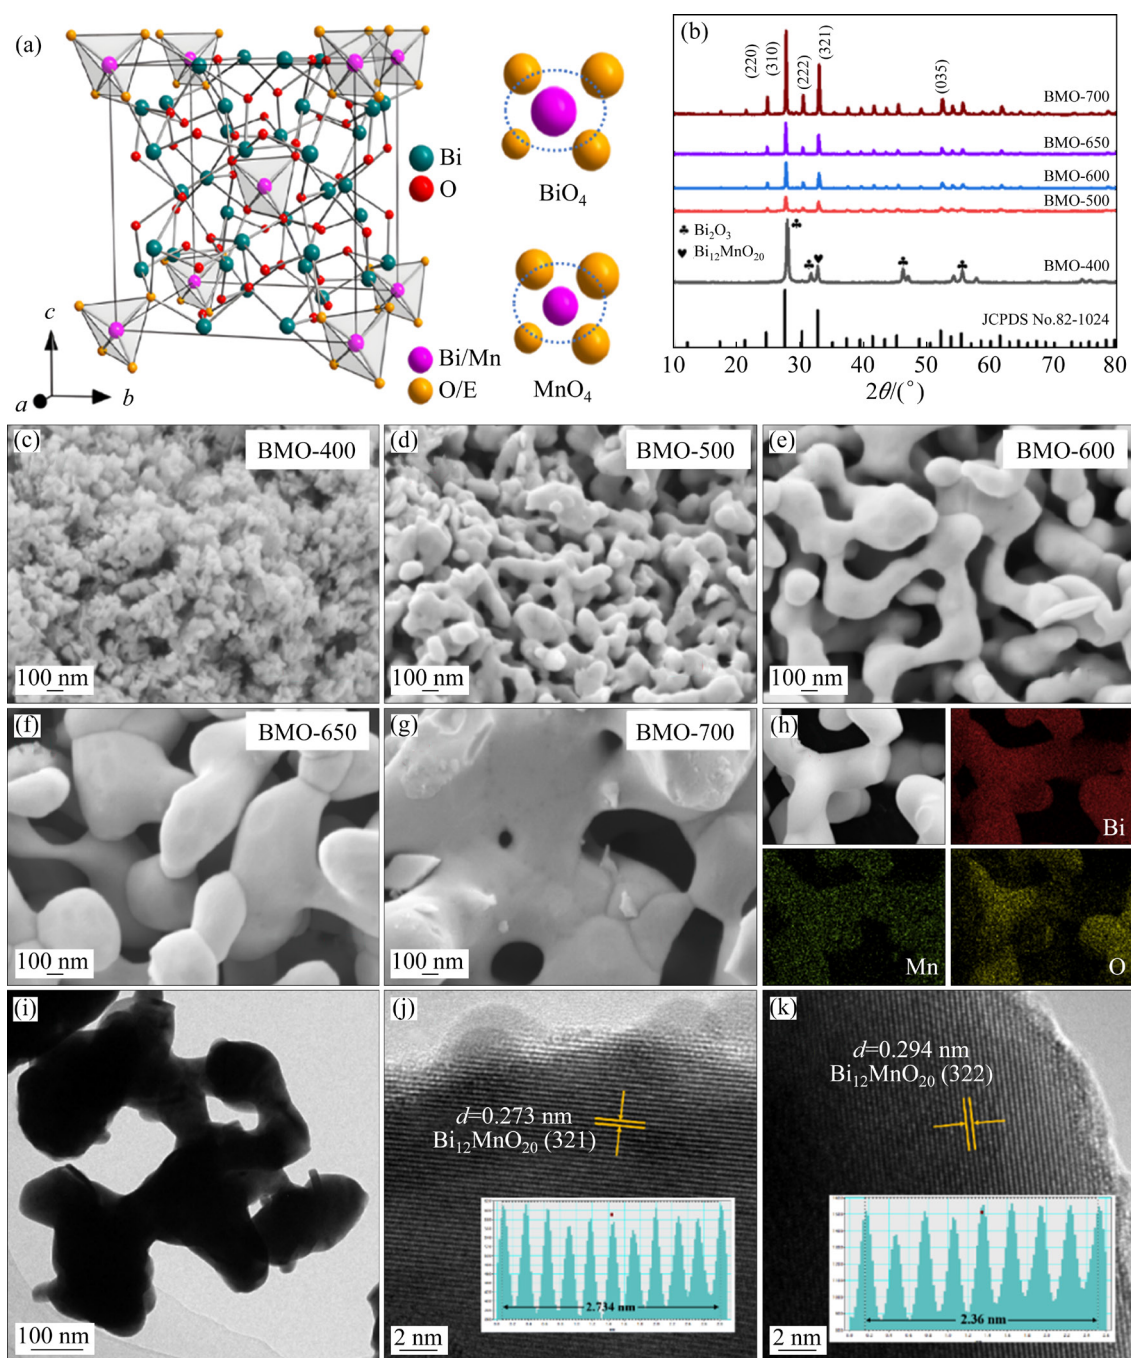 (a)
Bi
O
Bi/Mn
O/E
c
a
b
BiO₄
MnO₄
(b)
(220)
(310)
(222)
(321)
(035)
BMO-700
BMO-650
BMO-600
BMO-500
♣ Bi₂O₃
♥ Bi₁₂MnO₂₀
BMO-400
JCPDS No.82-1024
10 20 30 40 50 60 70 80
2θ/(°)
(c)
BMO-400
100 nm
(d)
BMO-500
100 nm
(e)
BMO-600
100 nm
(f)
BMO-650
100 nm
(g)
BMO-700
100 nm
(h)
Bi
Mn
O
(i)
100 nm
(j)
d=0.273 nm
Bi₁₂MnO₂₀ (321)
2.734 nm
2 nm
(k)
d=0.294 nm
Bi₁₂MnO₂₀ (322)
2.36 nm
2 nm